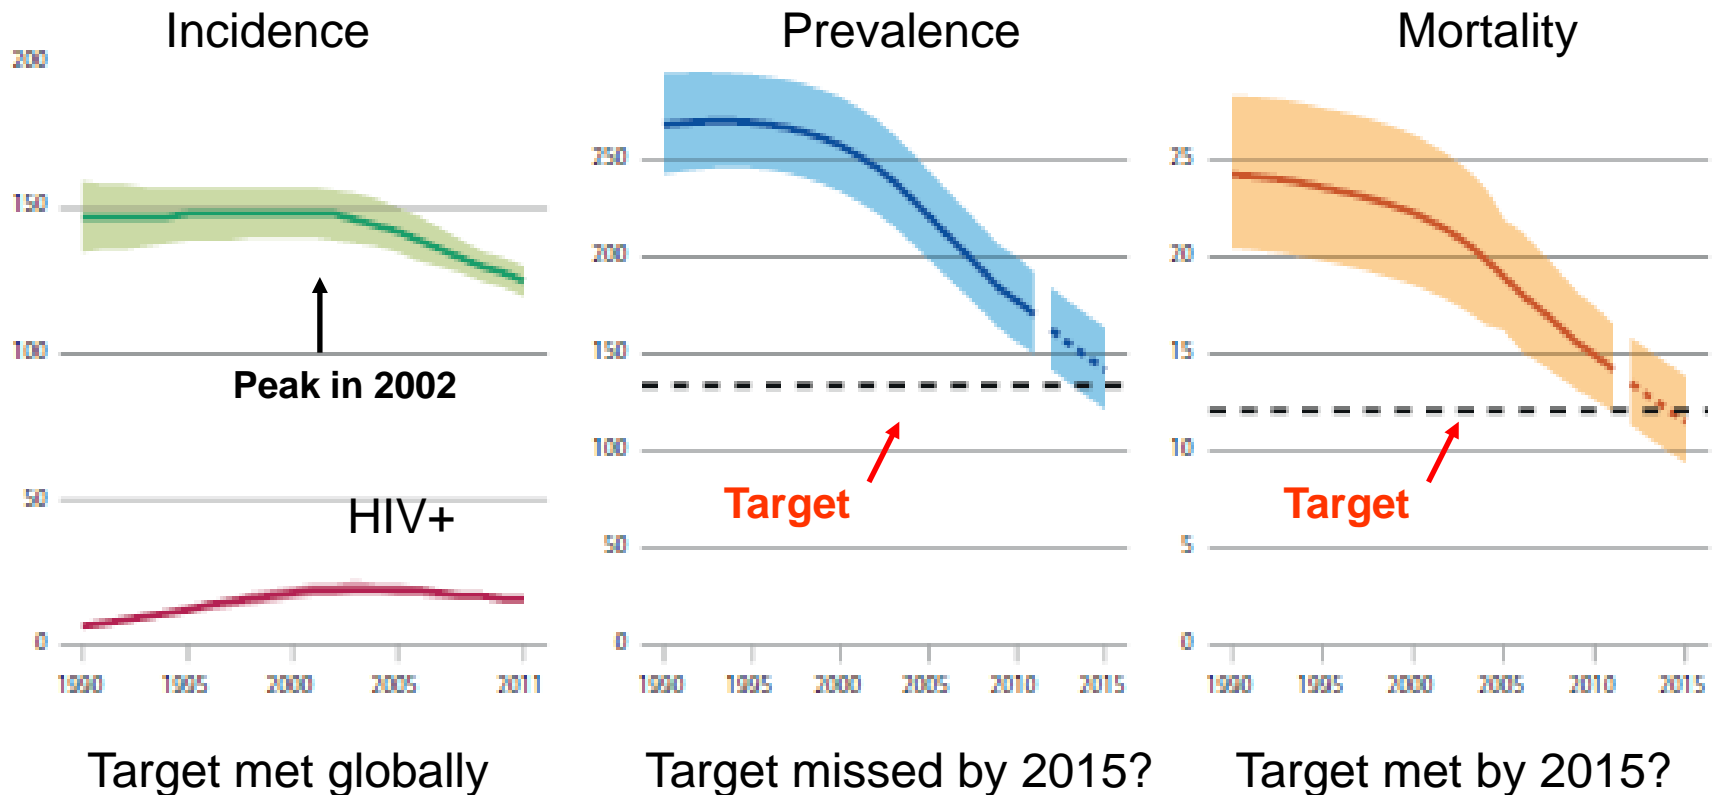 Incidence
200
150
100
50
0
Peak in 2002
HIV+
1990 1995 2000 2005 2011
Target met globally
Prevalence
250
200
150
100
50
0
Target
1990 1995 2000 2005 2010 2015
Target missed by 2015?
Mortality
25
20
15
10
5
0
Target
1990 1995 2000 2005 2010 2015
Target met by 2015?